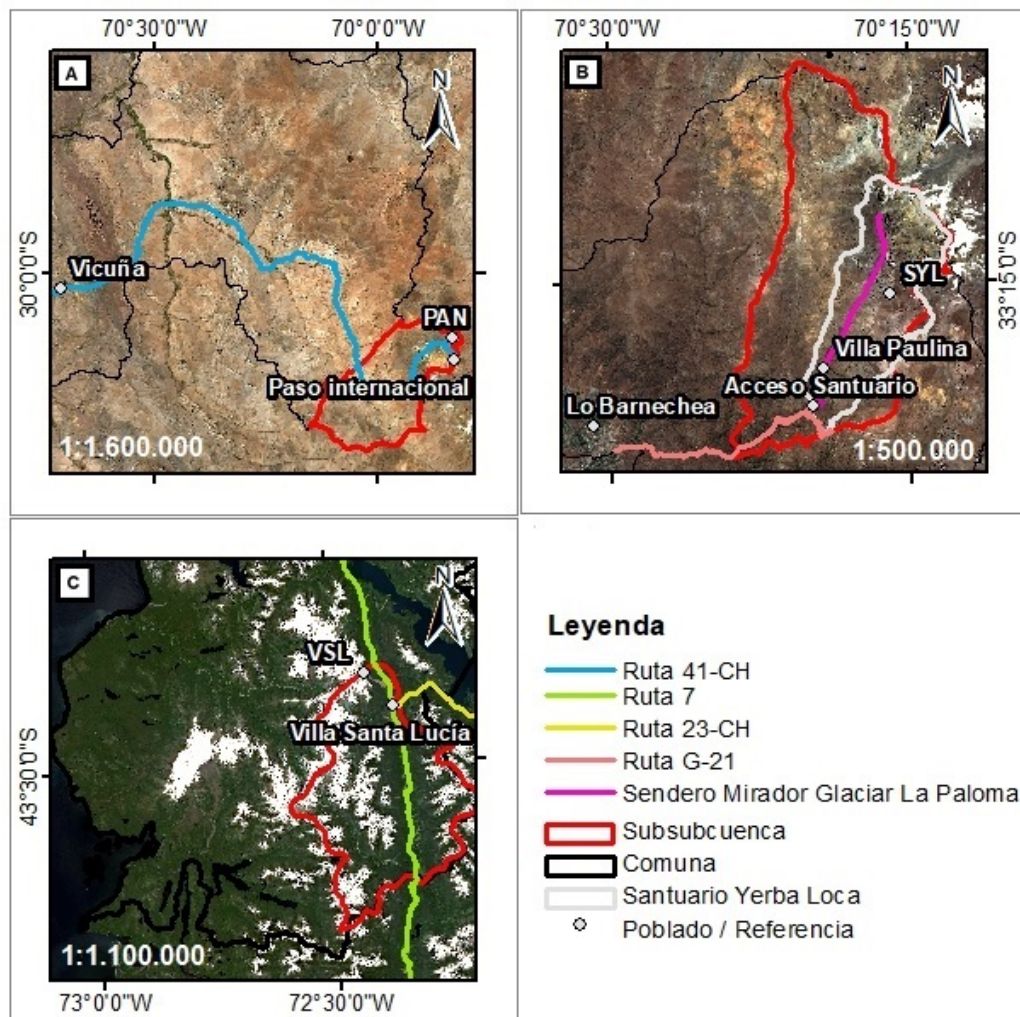 70°30'0"W 70°0'0"W
A
N
30°0'0"S
Vicuña
PAN
Paso internacional
1:1.600.000
70°30'0"W 70°15'0"W
B
N
33°15'0"S
SYL
Villa Paulina
Acceso Santuario
Lo Barnechea
1:500.000
C
N
VSL
Villa Santa Lucía
43°30'0"S
1:1.100.000
73°0'0"W 72°30'0"W
Leyenda
Ruta 41-CH
Ruta 7
Ruta 23-CH
Ruta G-21
Sendero Mirador Glaciar La Paloma
Subsubcuenca
Comuna
Santuario Yerba Loca
Poblado / Referencia